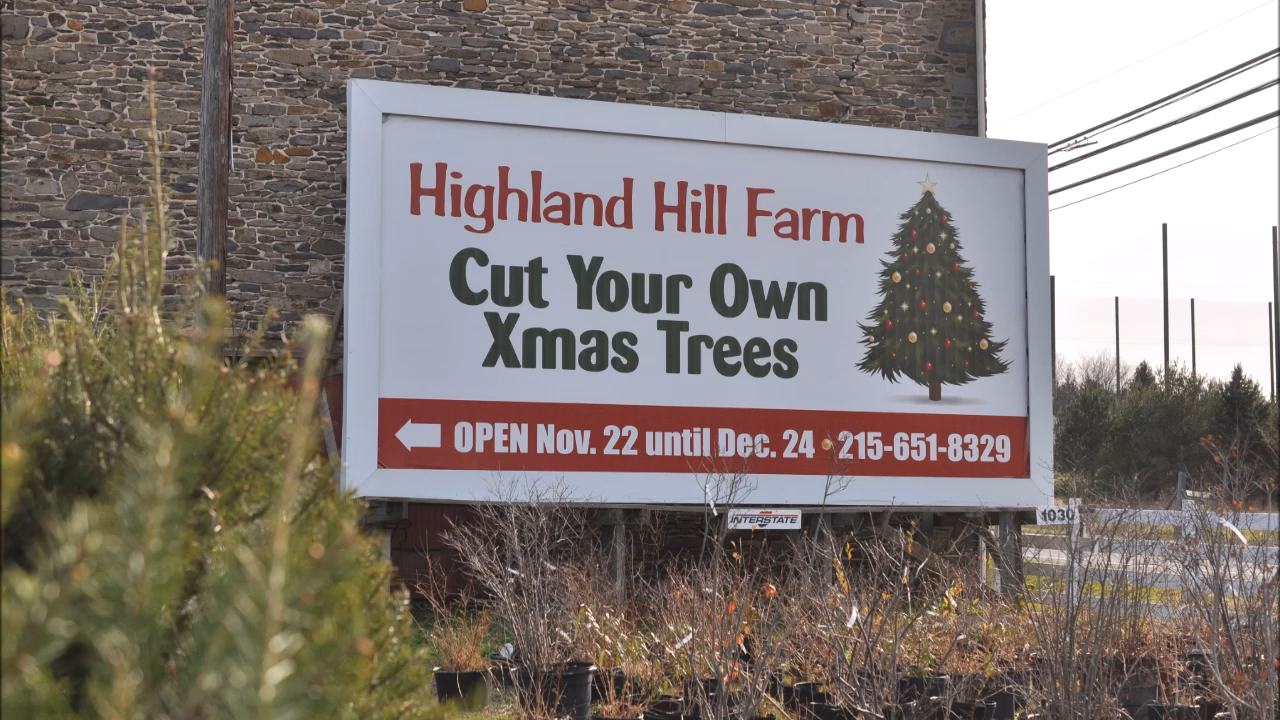 Highland Hill Farm
Cut Your Own
Xmas Trees
OPEN Nov. 22 until Dec. 24 • 215-651-8329
INTERSTATE
1030